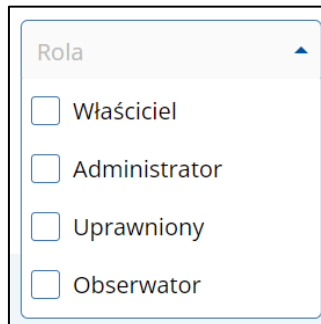 Rola
Właściciel
Administrator
Uprawniony
Obserwator